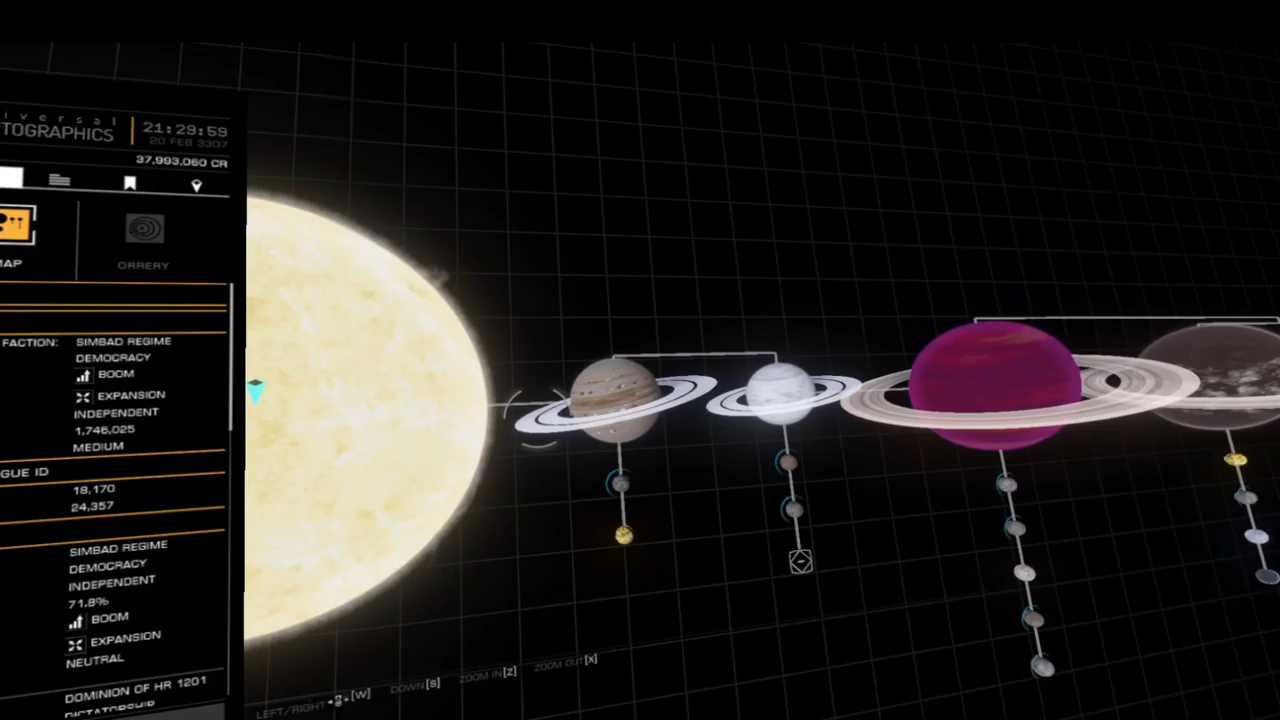 iversal
TOGRAPHICS
21:29:59
20 FEB 3307
37,993,060 CR
MAP
ORRERY
FACTION: SIMBAD REGIME
DEMOCRACY
BOOM
EXPANSION
INDEPENDENT
1,746,025
MEDIUM
GUE ID
18,170
24,357
SIMBAD REGIME
DEMOCRACY
INDEPENDENT
71.8%
BOOM
EXPANSION
NEUTRAL
DOMINION OF HR 1201
DICTATORSHIP
LEFT/RIGHT [W] DOWN[S] ZOOM IN[Z] ZOOM OUT[X]